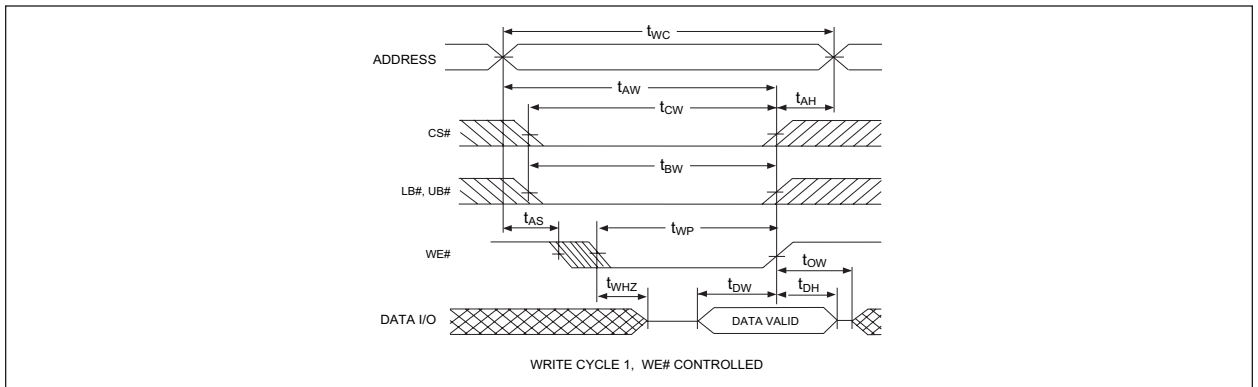 tWC
ADDRESS
tAW
tCW
tAH
CS#
tBW
LB#, UB#
tAS
tWP
WE#
tOW
tWHZ
tDW
tDH
DATA I/O
DATA VALID
WRITE CYCLE 1, WE# CONTROLLED